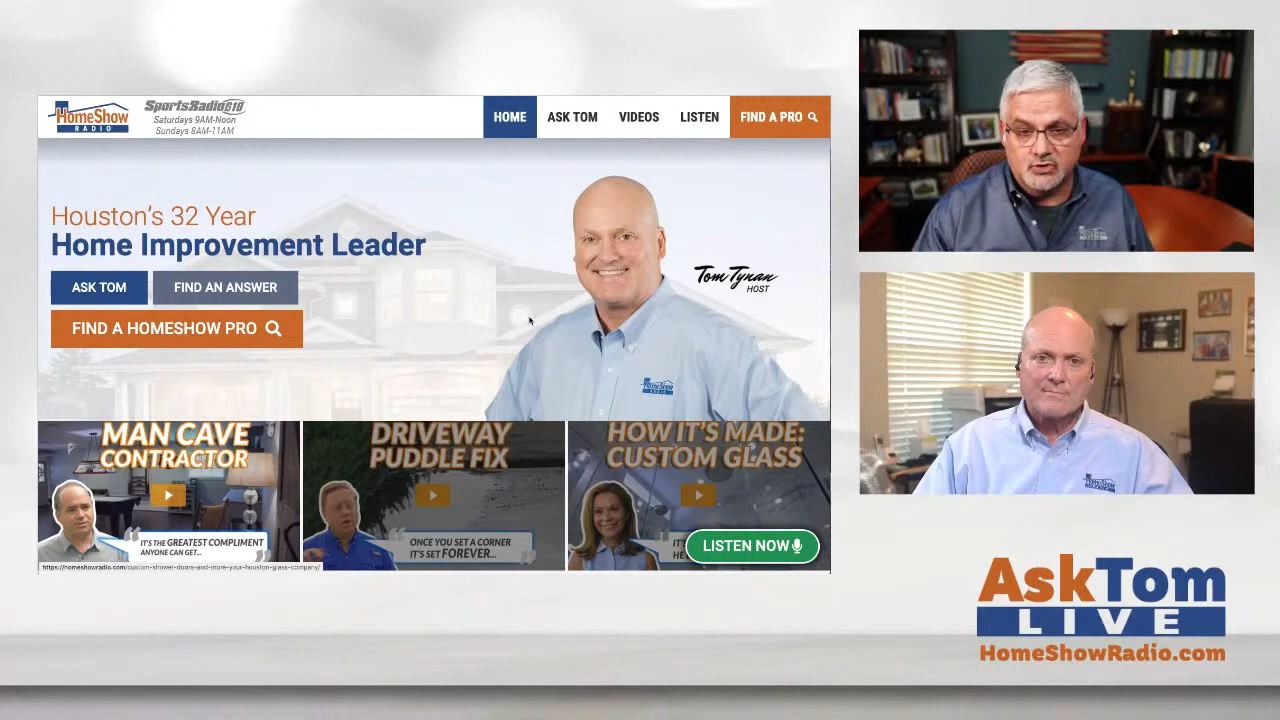 HomeShow
RADIO
SportsRadio610
Saturdays 9AM-Noon
Sundays 8AM-11AM
HOME
ASK TOM
VIDEOS
LISTEN
FIND A PRO
Houston's 32 Year
Home Improvement Leader
ASK TOM
FIND AN ANSWER
FIND A HOMESHOW PRO
Tom Tynan
HOST
HomeShow
RADIO
MAN CAVE
CONTRACTOR
IT'S THE GREATEST COMPLIMENT
ANYONE CAN GET...
DRIVEWAY
PUDDLE FIX
ONCE YOU SET A CORNER
IT'S SET FOREVER...
HOW IT'S MADE:
CUSTOM GLASS
LISTEN NOW
https://homeshowradio.com/custom-shower-doors-and-more-your-houston-glass-company/
HomeShow
HomeShow
AskTom
LIVE
HomeShowRadio.com